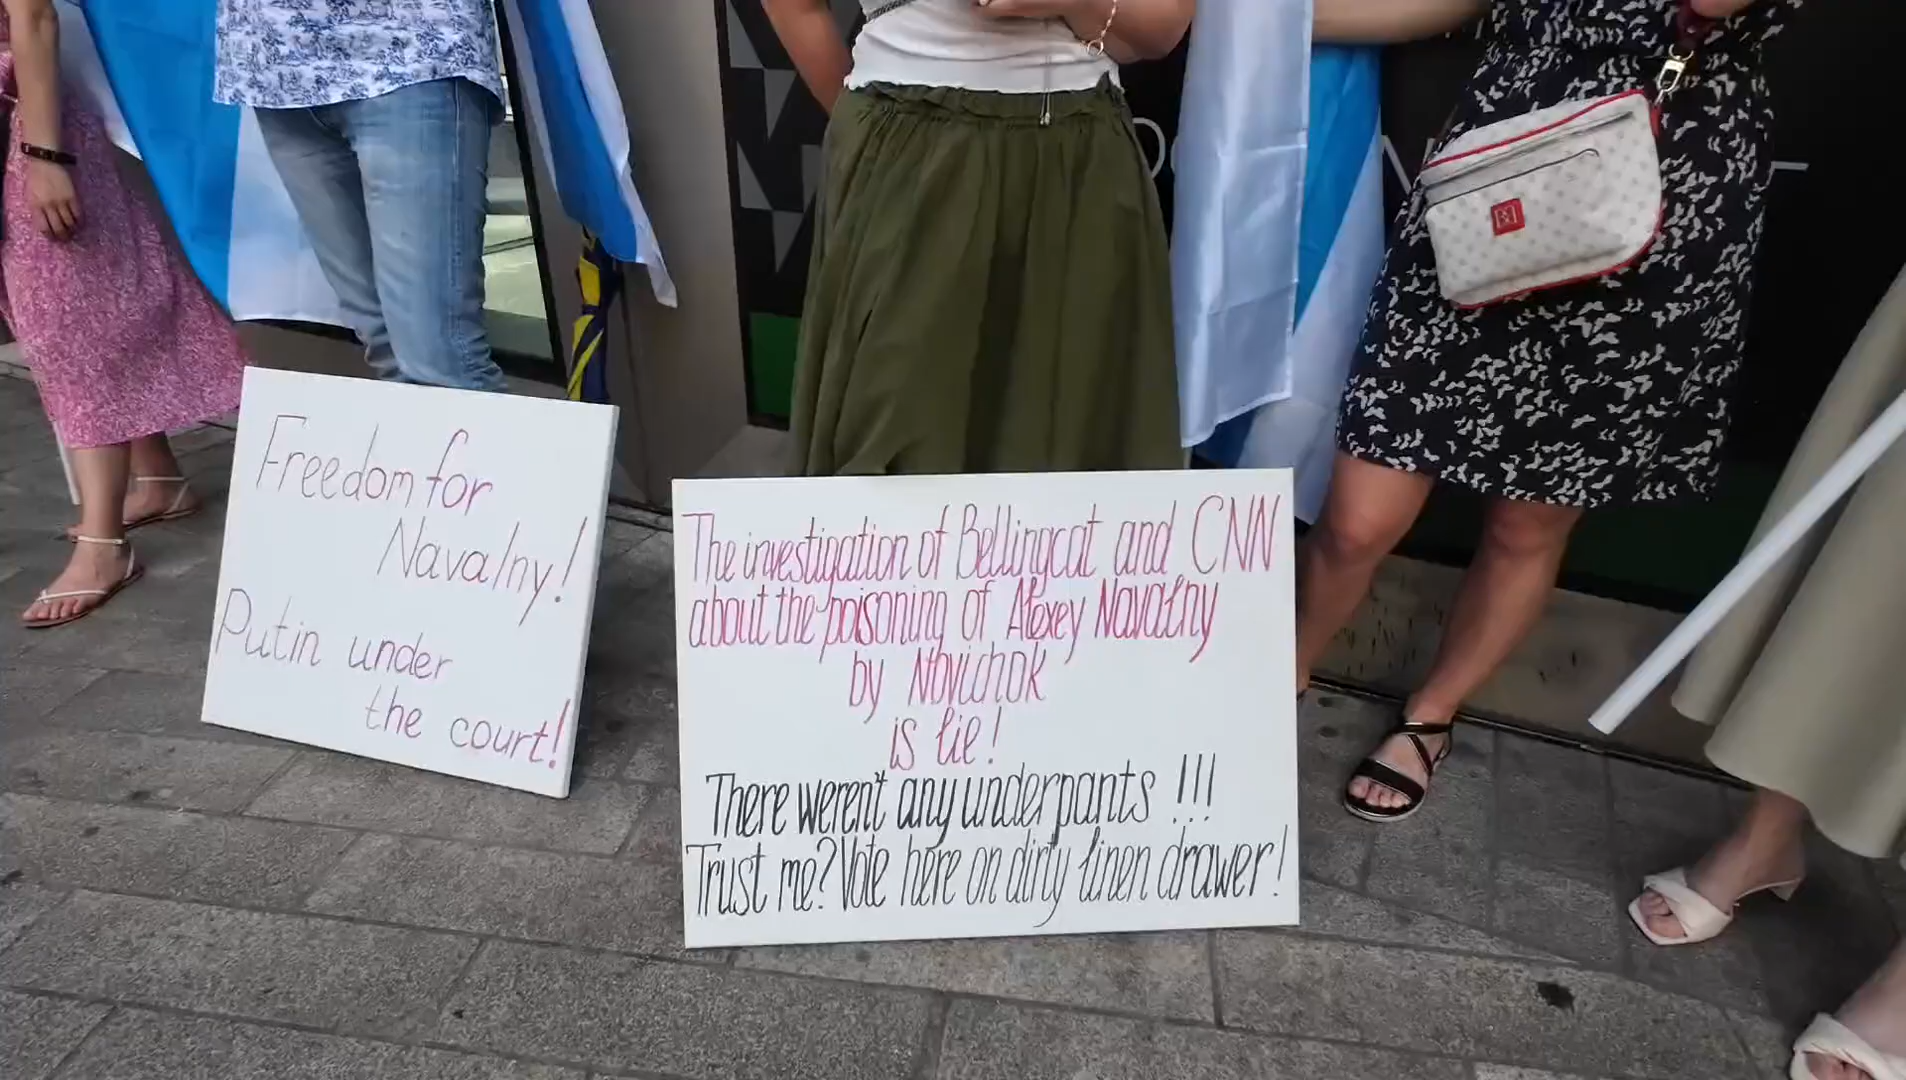 Freedom for
Navalny!
Putin under
the court!
The investigation of Bellingcat and CNN
about the poisoning of Alexey Navalny
by Novichok
is lie!
There weren't any underpants !!!
Trust me? Vote here on dirty linen drawer!